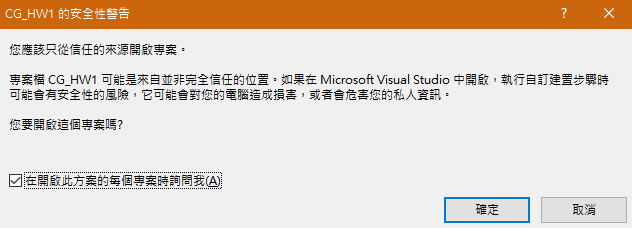 CG_HW1 的安全性警告
您應該只從信任的來源開啟專案。
專案檔 CG_HW1 可能是來自並非完全信任的位置。如果在 Microsoft Visual Studio 中開啟，執行自訂建置步驟時
可能會有安全性的風險，它可能會對您的電腦造成損害，或者會危害您的私人資訊。
您要開啟這個專案嗎?
在開啟此方案的每個專案時詢問我(A)
確定
取消